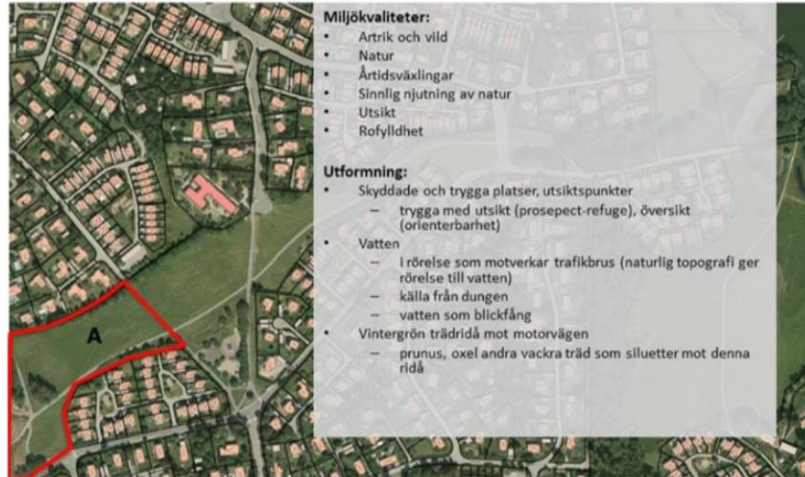 Miljökvaliteter:
• Artrik och vild
• Natur
• Årtidsväxlingar
• Sinnlig njutning av natur
• Utsikt
• Rofylldhet
Utformning:
• Skyddade och trygga platser, utsiktspunkter
– trygga med utsikt (prosepect-refuge), översikt
(orienterbarhet)
• Vatten
– i rörelse som motverkar trafikbrus (naturlig topografi ger
rörelse till vatten)
– källa från dungen
– vatten som blickfång
• Vintergrön trädridå mot motorvägen
– prunus, oxel andra vackra träd som siluetter mot denna
ridå
A